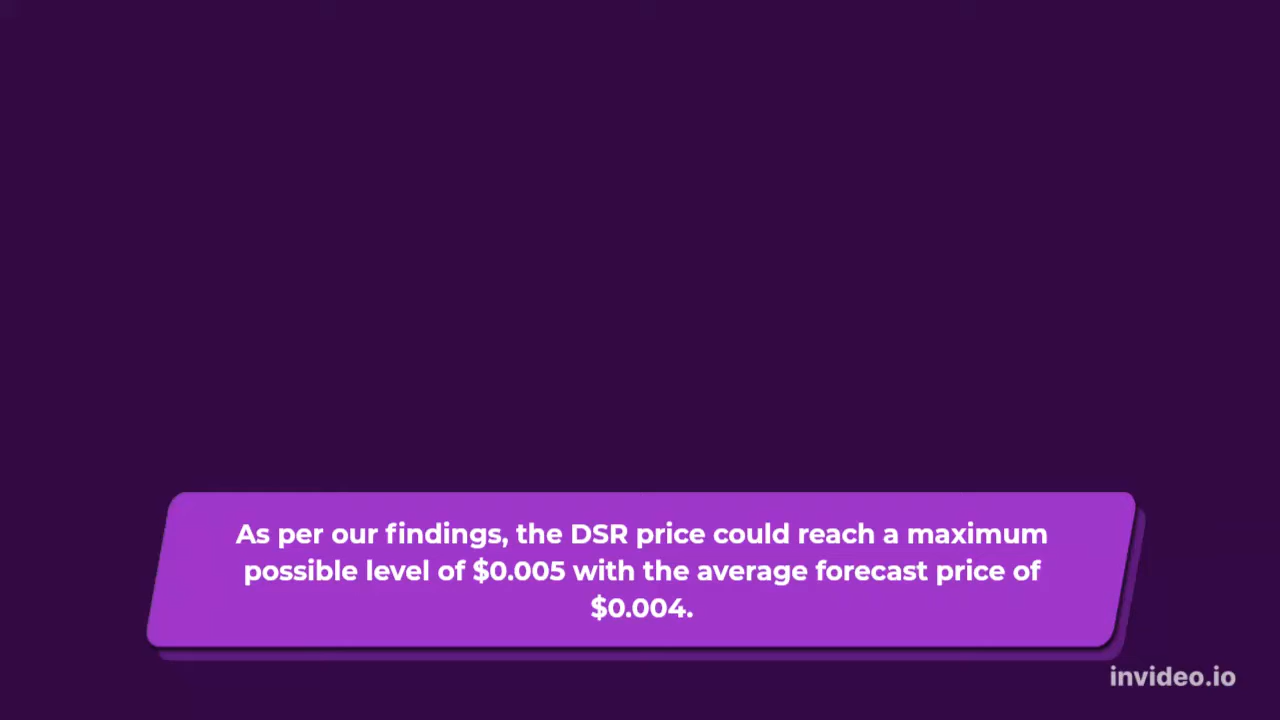 As per our findings, the DSR price could reach a maximum
possible level of $0.005 with the average forecast price of
$0.004.
invideo.io